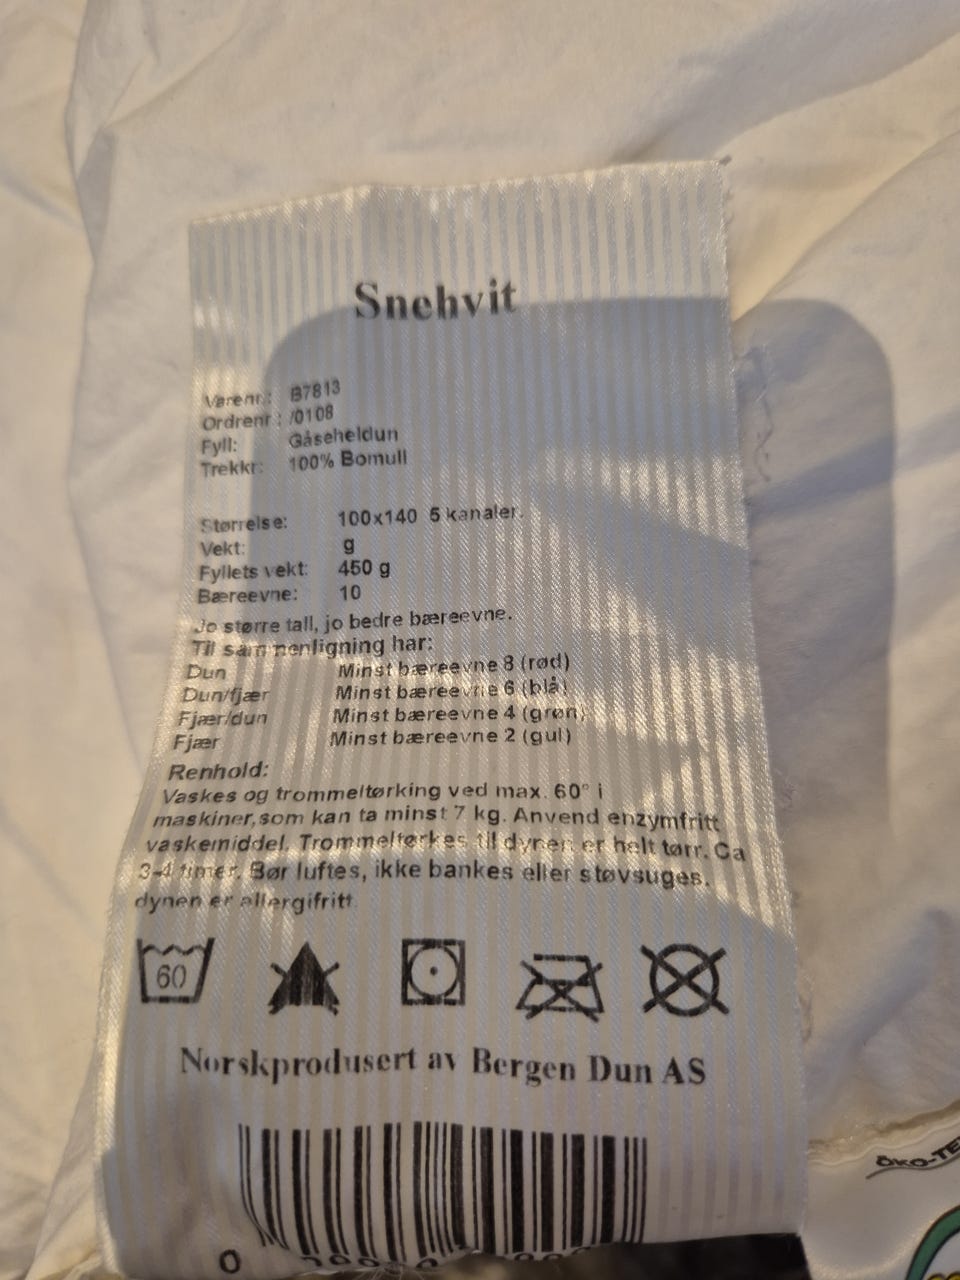 Snehvit
Varenr.: B7813
Ordrenr.: /0108
Fyll: Gåseheldun
Trekkr: 100% Bomull
Størrelse: 100x140 5 kanaler.
Vekt: g
Fyllets vekt: 450 g
Bæreevne: 10
Jo større tall, jo bedre bæreevne.
Til sammenligning har:
Dun Minst bæreevne 8 (rød)
Dun/fjær Minst bæreevne 6 (blå)
Fjær/dun Minst bæreevne 4 (grøn)
Fjær Minst bæreevne 2 (gul)
Renhold:
Vaskes og trommeltørking ved max. 60° i
maskiner,som kan ta minst 7 kg. Anvend enzymfritt
vaskemiddel. Trommeltørkes til dynen er helt tørr. Ca
3-4 timer. Bør luftes, ikke bankes eller støvsuges.
dynen er allergifritt
60
Norskprodusert av Bergen Dun AS
0